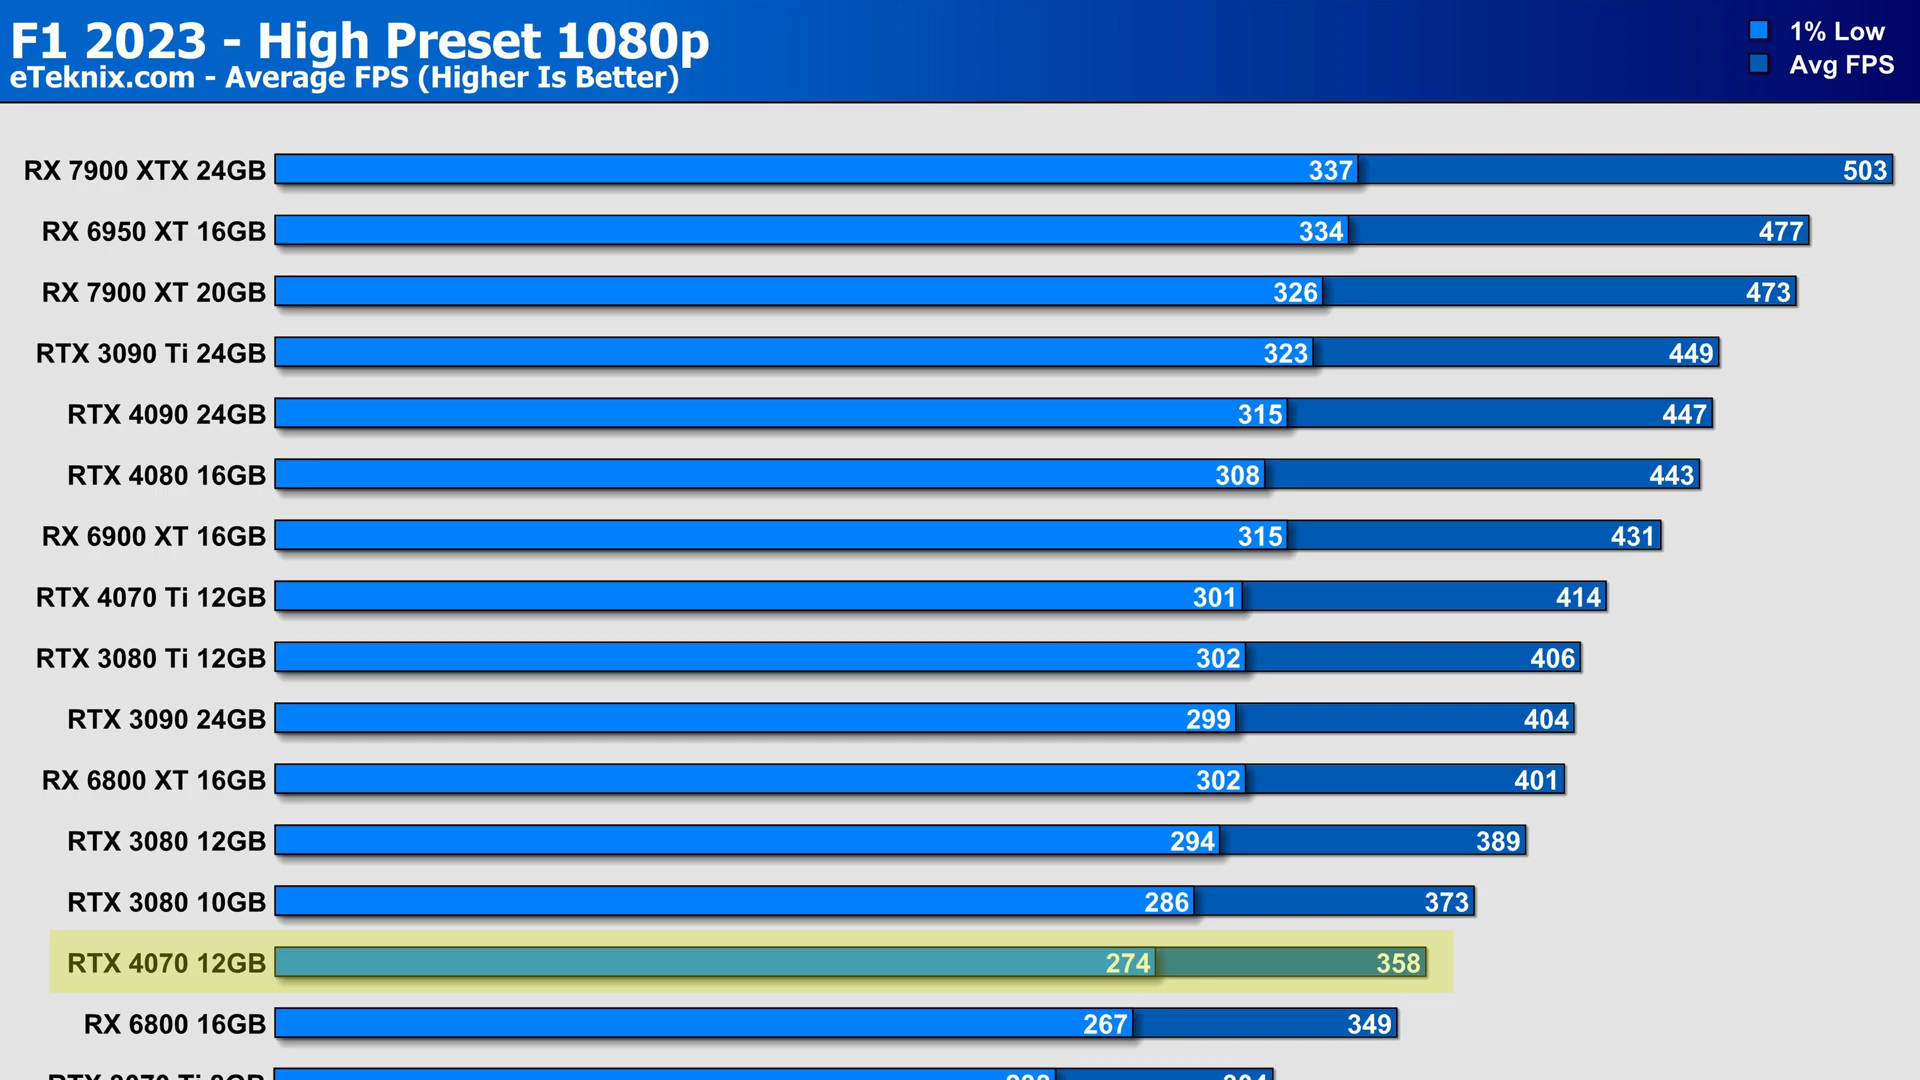 F1 2023 - High Preset 1080p
eTeknix.com - Average FPS (Higher Is Better)
1% Low
Avg FPS
RX 7900 XTX 24GB 337 503
RX 6950 XT 16GB 334 477
RX 7900 XT 20GB 326 473
RTX 3090 Ti 24GB 323 449
RTX 4090 24GB 315 447
RTX 4080 16GB 308 443
RX 6900 XT 16GB 315 431
RTX 4070 Ti 12GB 301 414
RTX 3080 Ti 12GB 302 406
RTX 3090 24GB 299 404
RX 6800 XT 16GB 302 401
RTX 3080 12GB 294 389
RTX 3080 10GB 286 373
RTX 4070 12GB 274 358
RX 6800 16GB 267 349